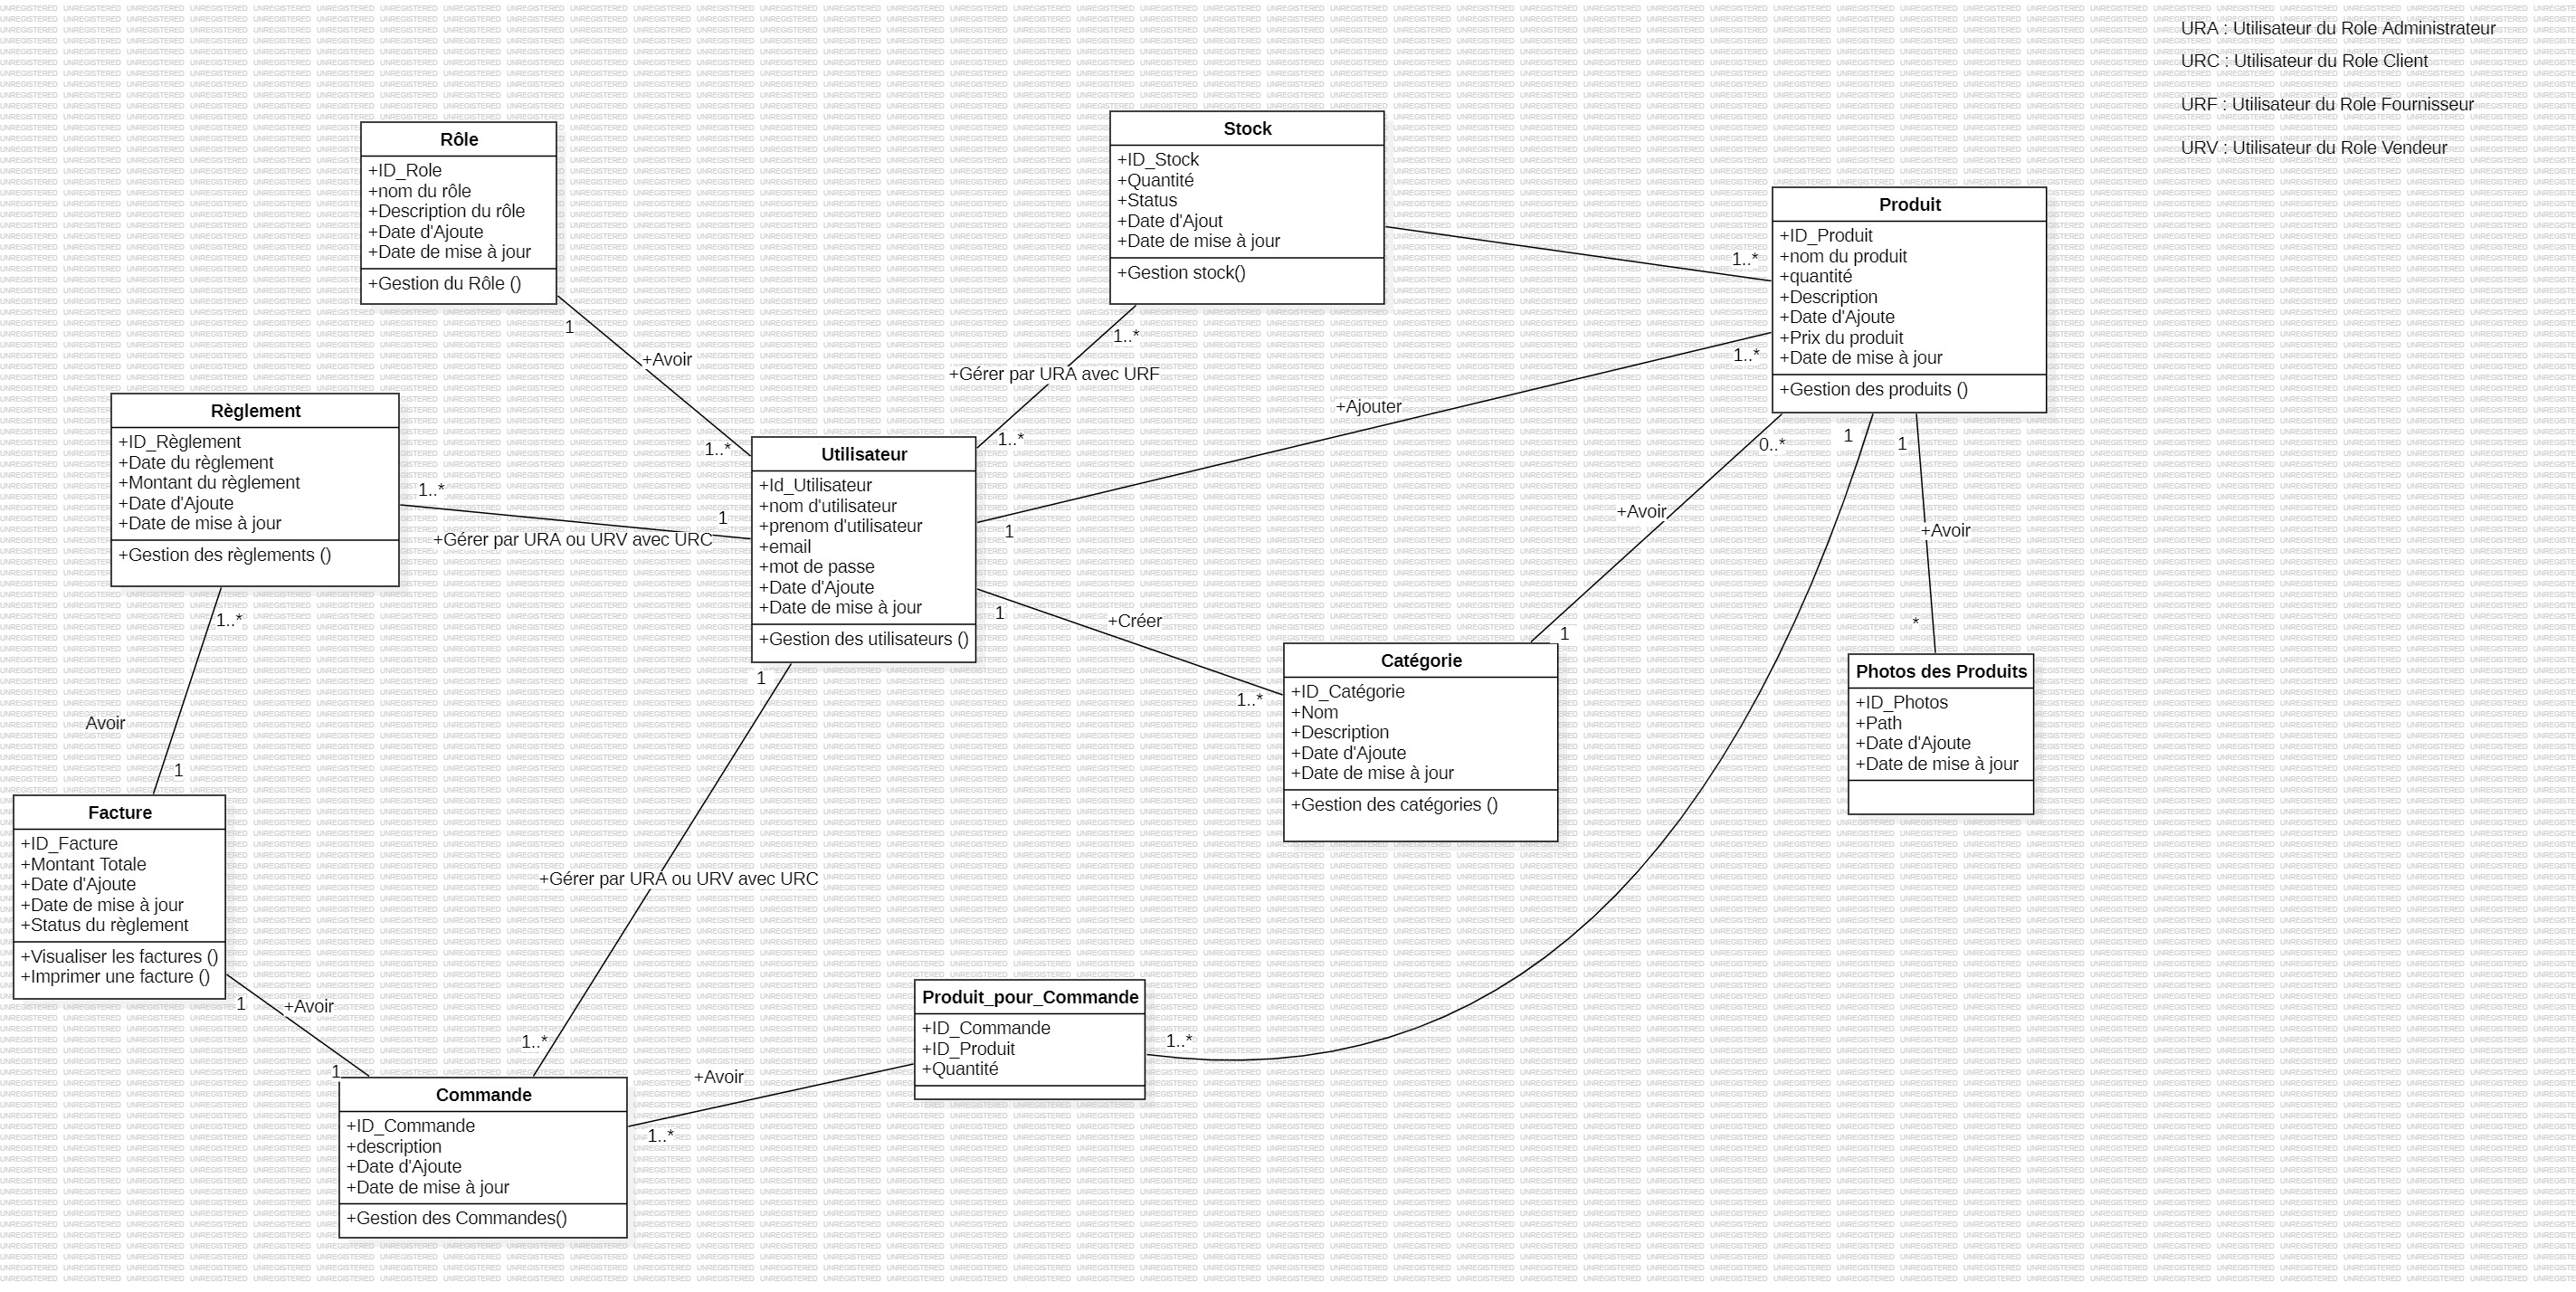 URA : Utilisateur du Role Administrateur
URC : Utilisateur du Role Client
URF : Utilisateur du Role Fournisseur
URV : Utilisateur du Role Vendeur
Rôle
+ID_Role
+nom du rôle
+Description du rôle
+Date d'Ajoute
+Date de mise à jour
+Gestion du Rôle ()
1
+Avoir
1..*
Stock
+ID_Stock
+Quantité
+Status
+Date d'Ajout
+Date de mise à jour
+Gestion stock()
1..*
+Gérer par URA avec URF
1..*
Produit
+ID_Produit
+nom du produit
+quantité
+Description
+Date d'Ajoute
+Prix du produit
+Date de mise à jour
+Gestion des produits ()
1..*
1..*
+Ajouter
1
0..*
1
1
+Avoir
+Avoir
1
*
Règlement
+ID_Règlement
+Date du règlement
+Montant du règlement
+Date d'Ajoute
+Date de mise à jour
+Gestion des règlements ()
1..*
1
+Gérer par URA ou URV avec URC
1..*
Avoir
1
Utilisateur
+Id_Utilisateur
+nom d'utilisateur
+prenom d'utilisateur
+email
+mot de passe
+Date d'Ajoute
+Date de mise à jour
+Gestion des utilisateurs ()
1
+Créer
1..*
1
+Gérer par URA ou URV avec URC
1..*
Catégorie
+ID_Catégorie
+Nom
+Description
+Date d'Ajoute
+Date de mise à jour
+Gestion des catégories ()
Photos des Produits
+ID_Photos
+Path
+Date d'Ajoute
+Date de mise à jour
Facture
+ID_Facture
+Montant Totale
+Date d'Ajoute
+Date de mise à jour
+Status du règlement
+Visualiser les factures ()
+Imprimer une facture ()
1
+Avoir
1
Produit_pour_Commande
+ID_Commande
+ID_Produit
+Quantité
1..*
+Avoir
1..*
Commande
+ID_Commande
+description
+Date d'Ajoute
+Date de mise à jour
+Gestion des Commandes()
UNREGISTERED